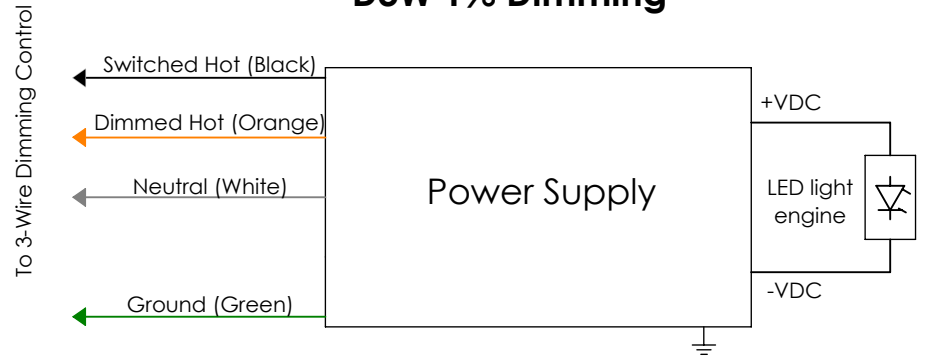 D3W 1% Dimming
To 3-Wire Dimming Control
Switched Hot (Black)
Dimmed Hot (Orange)
Neutral (White)
Ground (Green)
Power Supply
+VDC
LED light
engine
-VDC